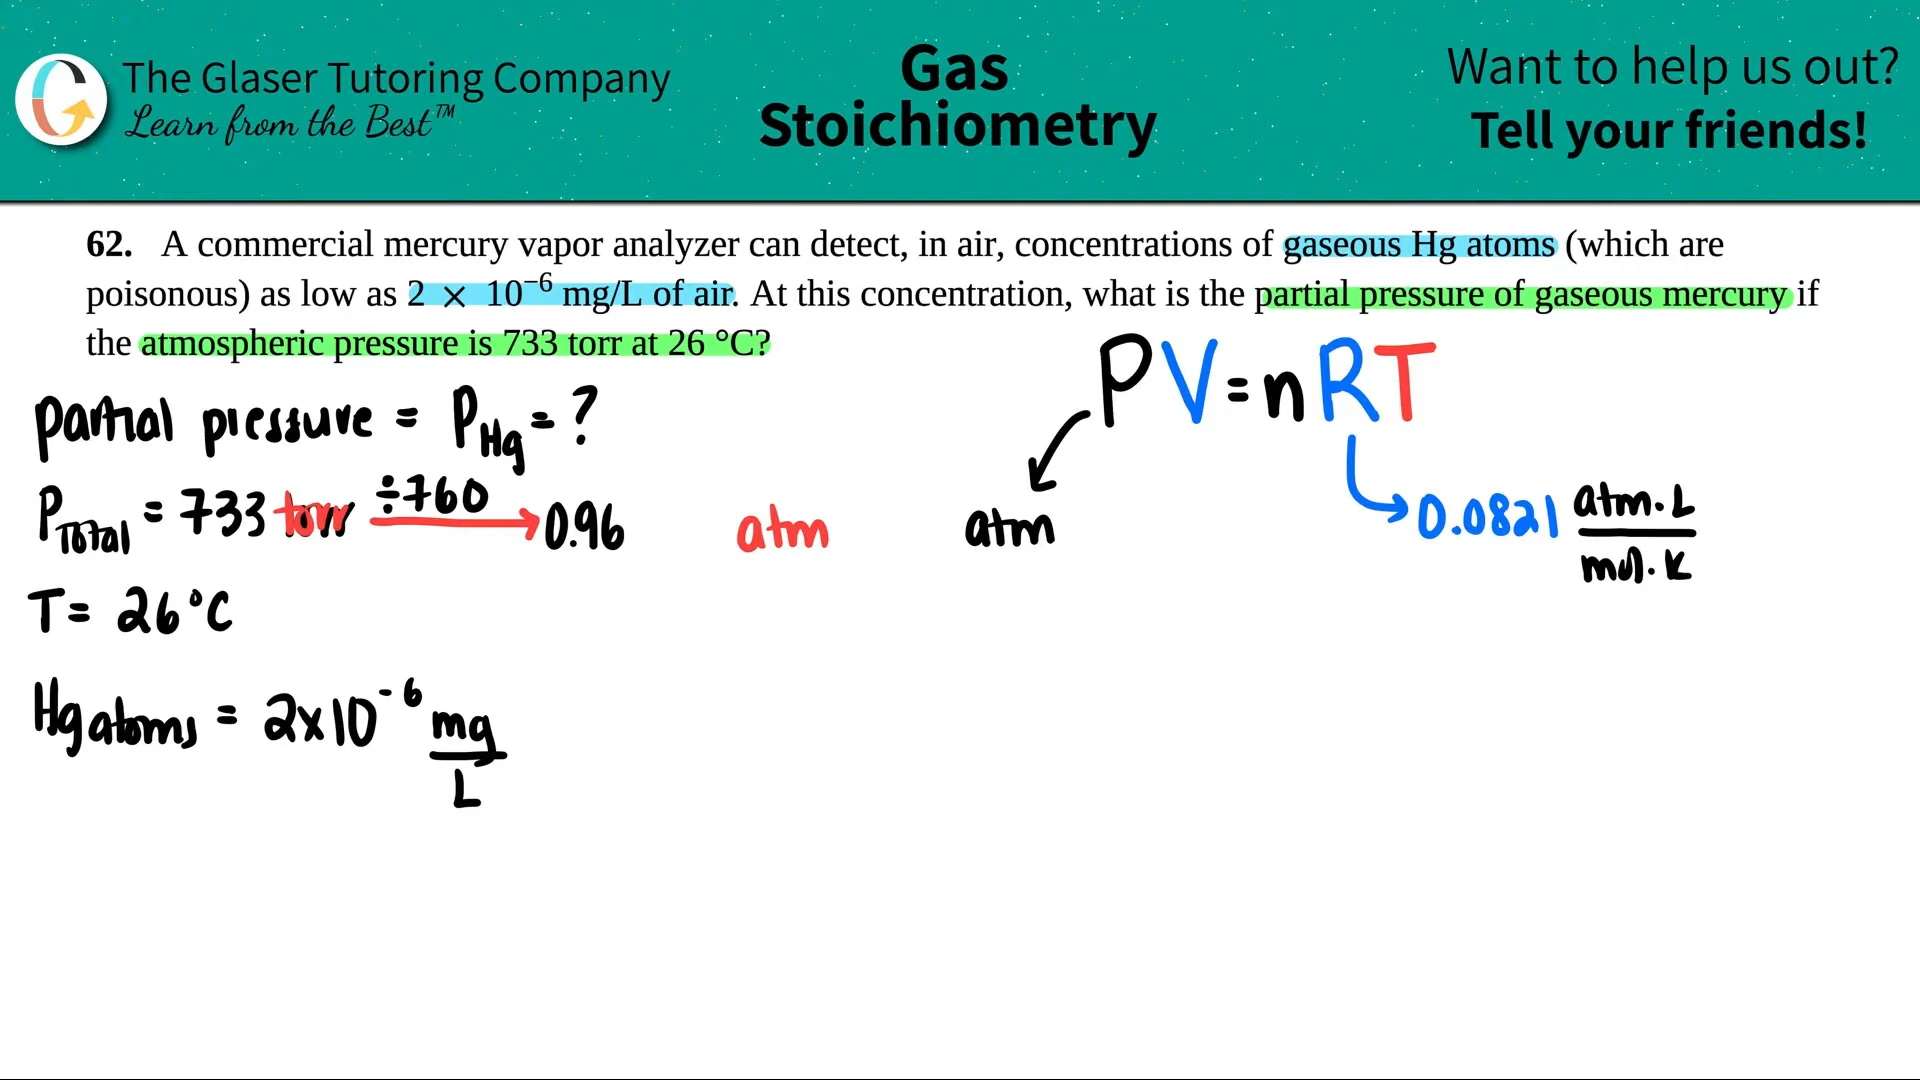 The Glaser Tutoring Company
Learn from the Best™
Gas
Stoichiometry
Want to help us out?
Tell your friends!
62. A commercial mercury vapor analyzer can detect, in air, concentrations of gaseous Hg atoms (which are
poisonous) as low as 2 × 10⁻⁶ mg/L of air. At this concentration, what is the partial pressure of gaseous mercury if
the atmospheric pressure is 733 torr at 26 °C?
PV=nRT
partial pressure = P_Hg = ?
P_Total = 733 torr ÷760 0.96 atm
atm
0.0821 atm·L / mol·K
T= 26°C
Hg atoms = 2x10⁻⁶ mg / L